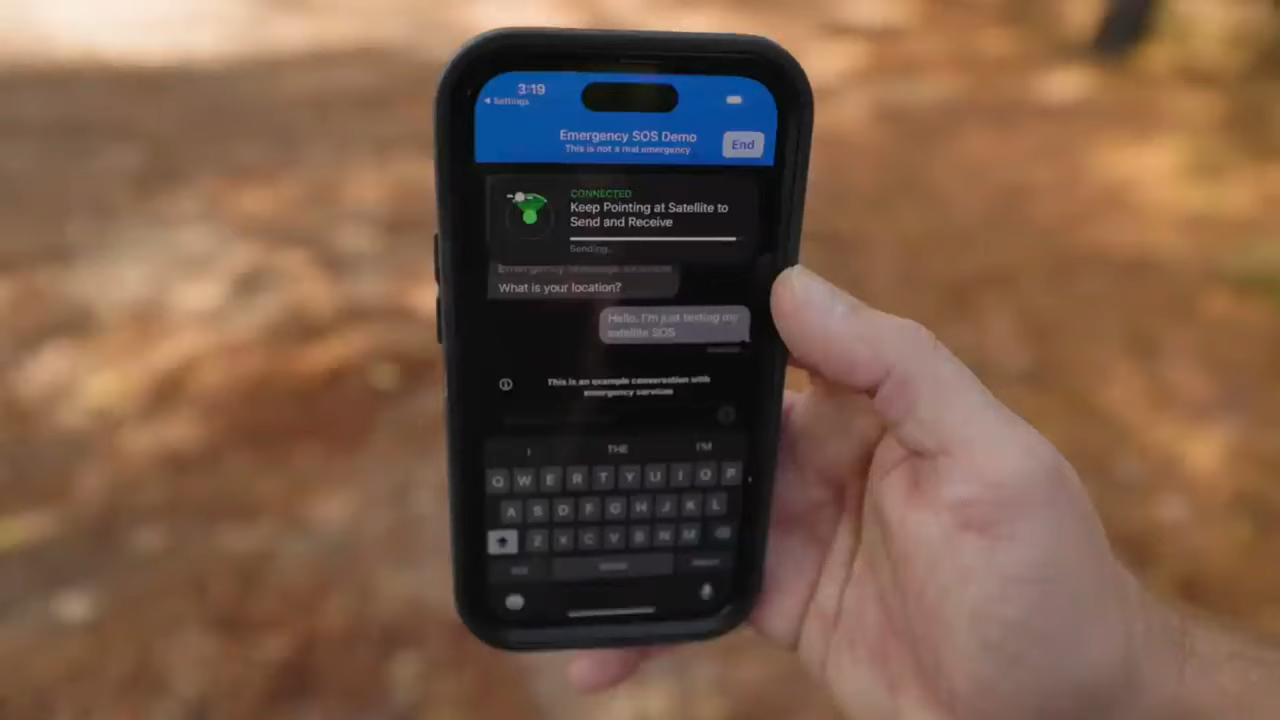 3:19
◀ Settings
Emergency SOS Demo
This is not a real emergency
End
CONNECTED
Keep Pointing at Satellite to
Send and Receive
Sending...
Emergency Message
What is your location?
Hello, I'm just testing my
satellite SOS
This is an example conversation with
emergency services
I THE I'M
Q W E R T Y U I O P
A S D F G H J K L
Z X C V B N M